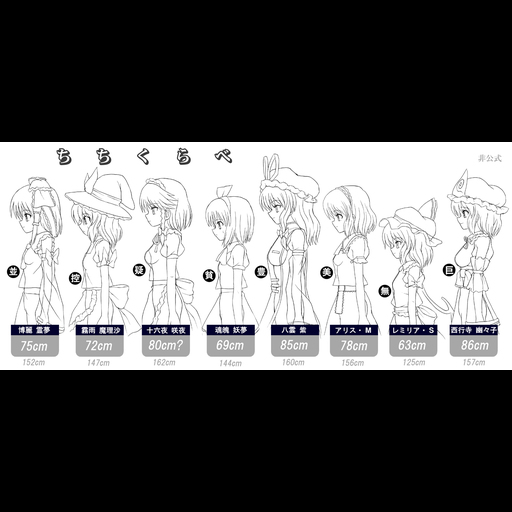 ちちくらべ
非公式
並
控
疑
貧
豊
美
無
巨
博麗 霊夢
霧雨 魔理沙
十六夜 咲夜
魂魄 妖夢
八雲 紫
アリス・M
レミリア・S
西行寺 幽々子
75cm
72cm
80cm?
69cm
85cm
78cm
63cm
86cm
152cm
147cm
162cm
144cm
160cm
156cm
125cm
157cm